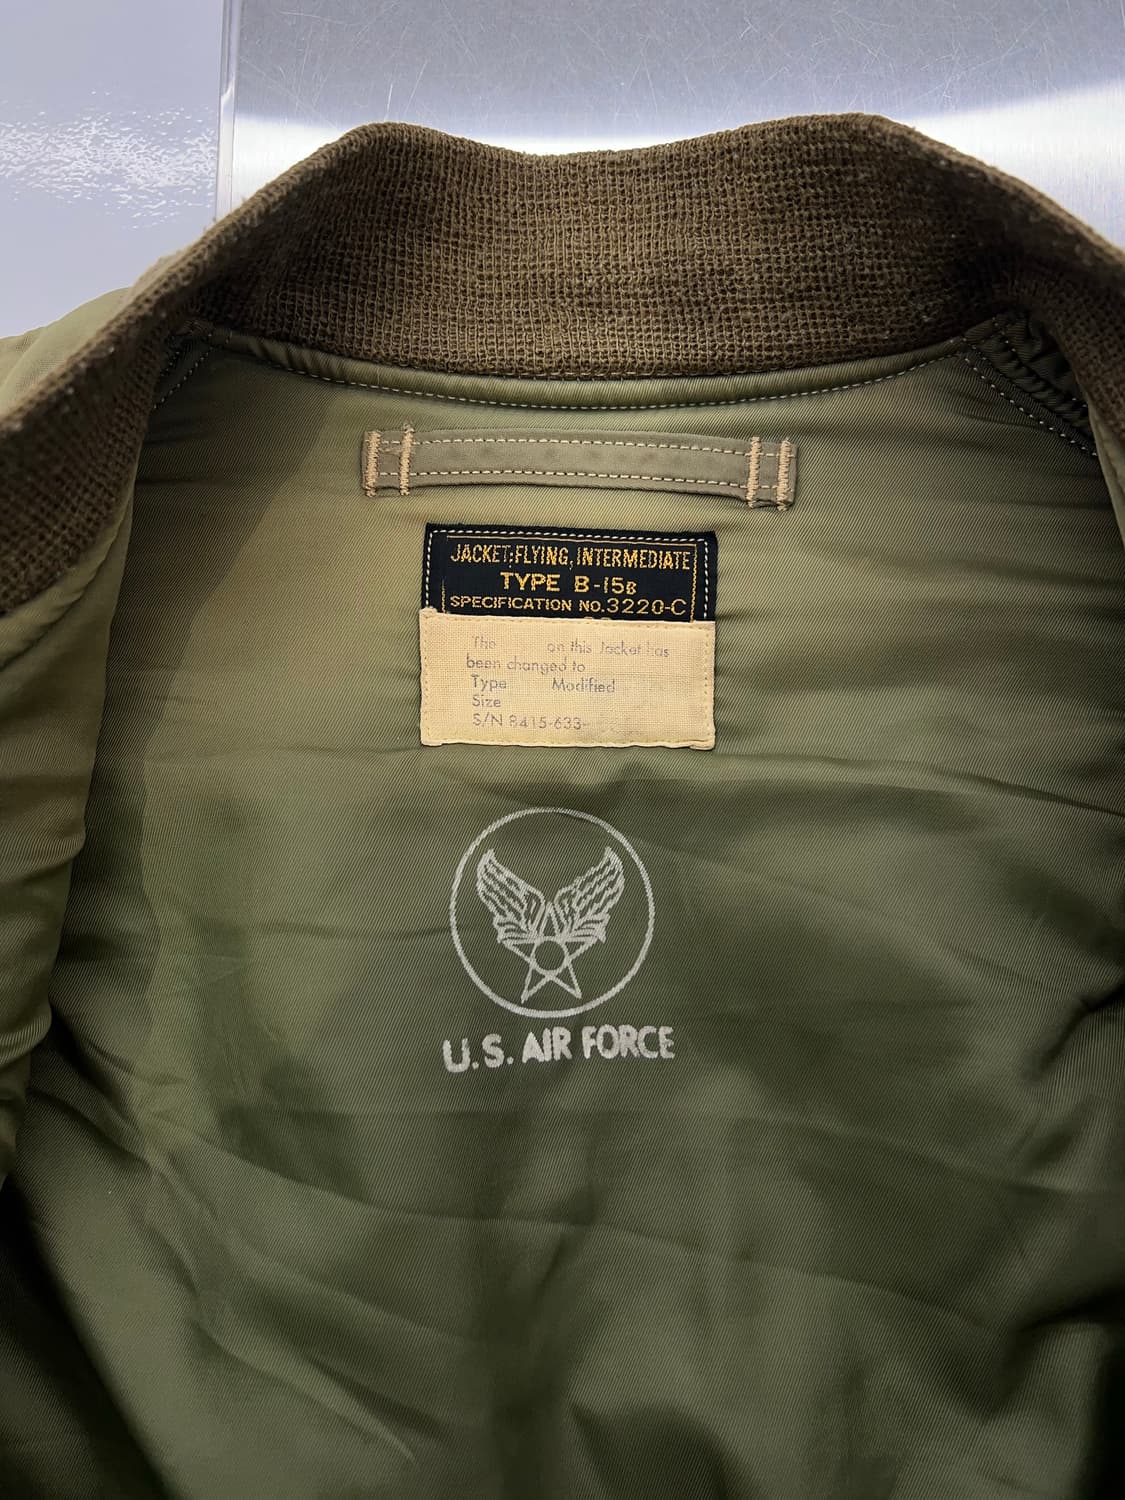 JACKET:FLYING, INTERMEDIATE
TYPE B-15B
SPECIFICATION NO. 3220-C
The on this Jacket has
been changed to
Type Modified
Size
S/N 8415-633-
U.S. AIR FORCE